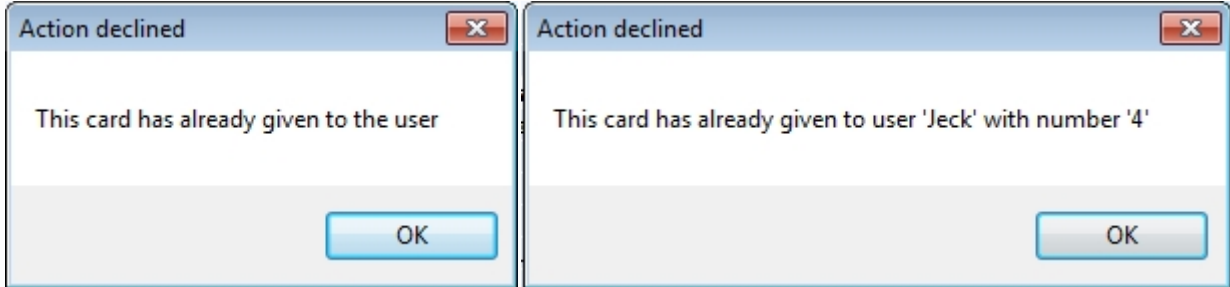 Action declined
This card has already given to the user
OK
Action declined
This card has already given to user 'Jeck' with number '4'
OK